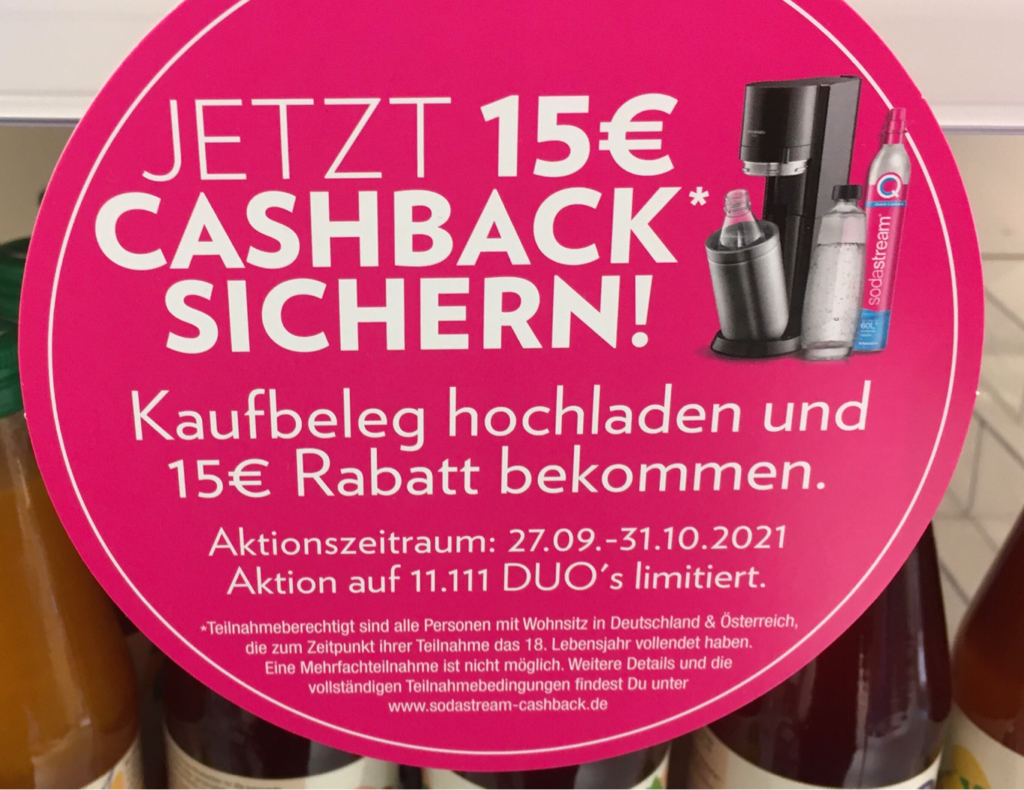 JETZT 15€
CASHBACK*
SICHERN!
sodastream
60L
Kaufbeleg hochladen und
15€ Rabatt bekommen.
Aktionszeitraum: 27.09.-31.10.2021
Aktion auf 11.111 DUO´s limitiert.
*Teilnahmeberechtigt sind alle Personen mit Wohnsitz in Deutschland & Österreich,
die zum Zeitpunkt ihrer Teilnahme das 18. Lebensjahr vollendet haben.
Eine Mehrfachteilnahme ist nicht möglich. Weitere Details und die
vollständigen Teilnahmebedingungen findest Du unter
www.sodastream-cashback.de